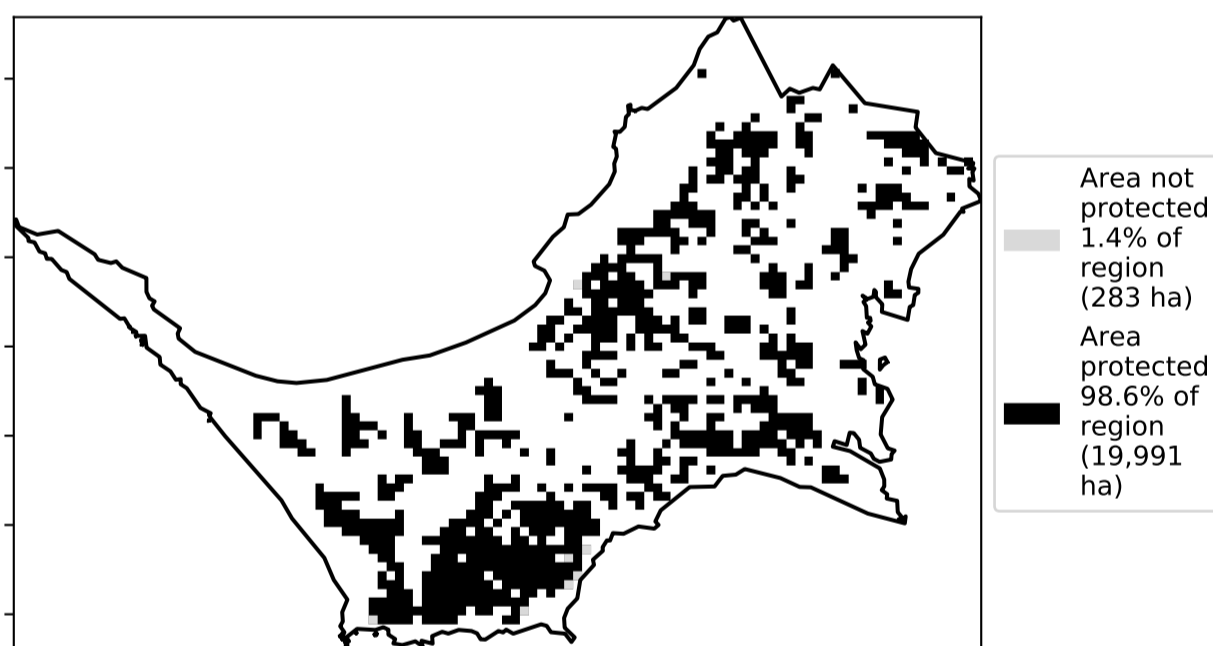 Area not
protected
1.4% of
region
(283 ha)
Area
protected
98.6% of
region
(19,991
ha)